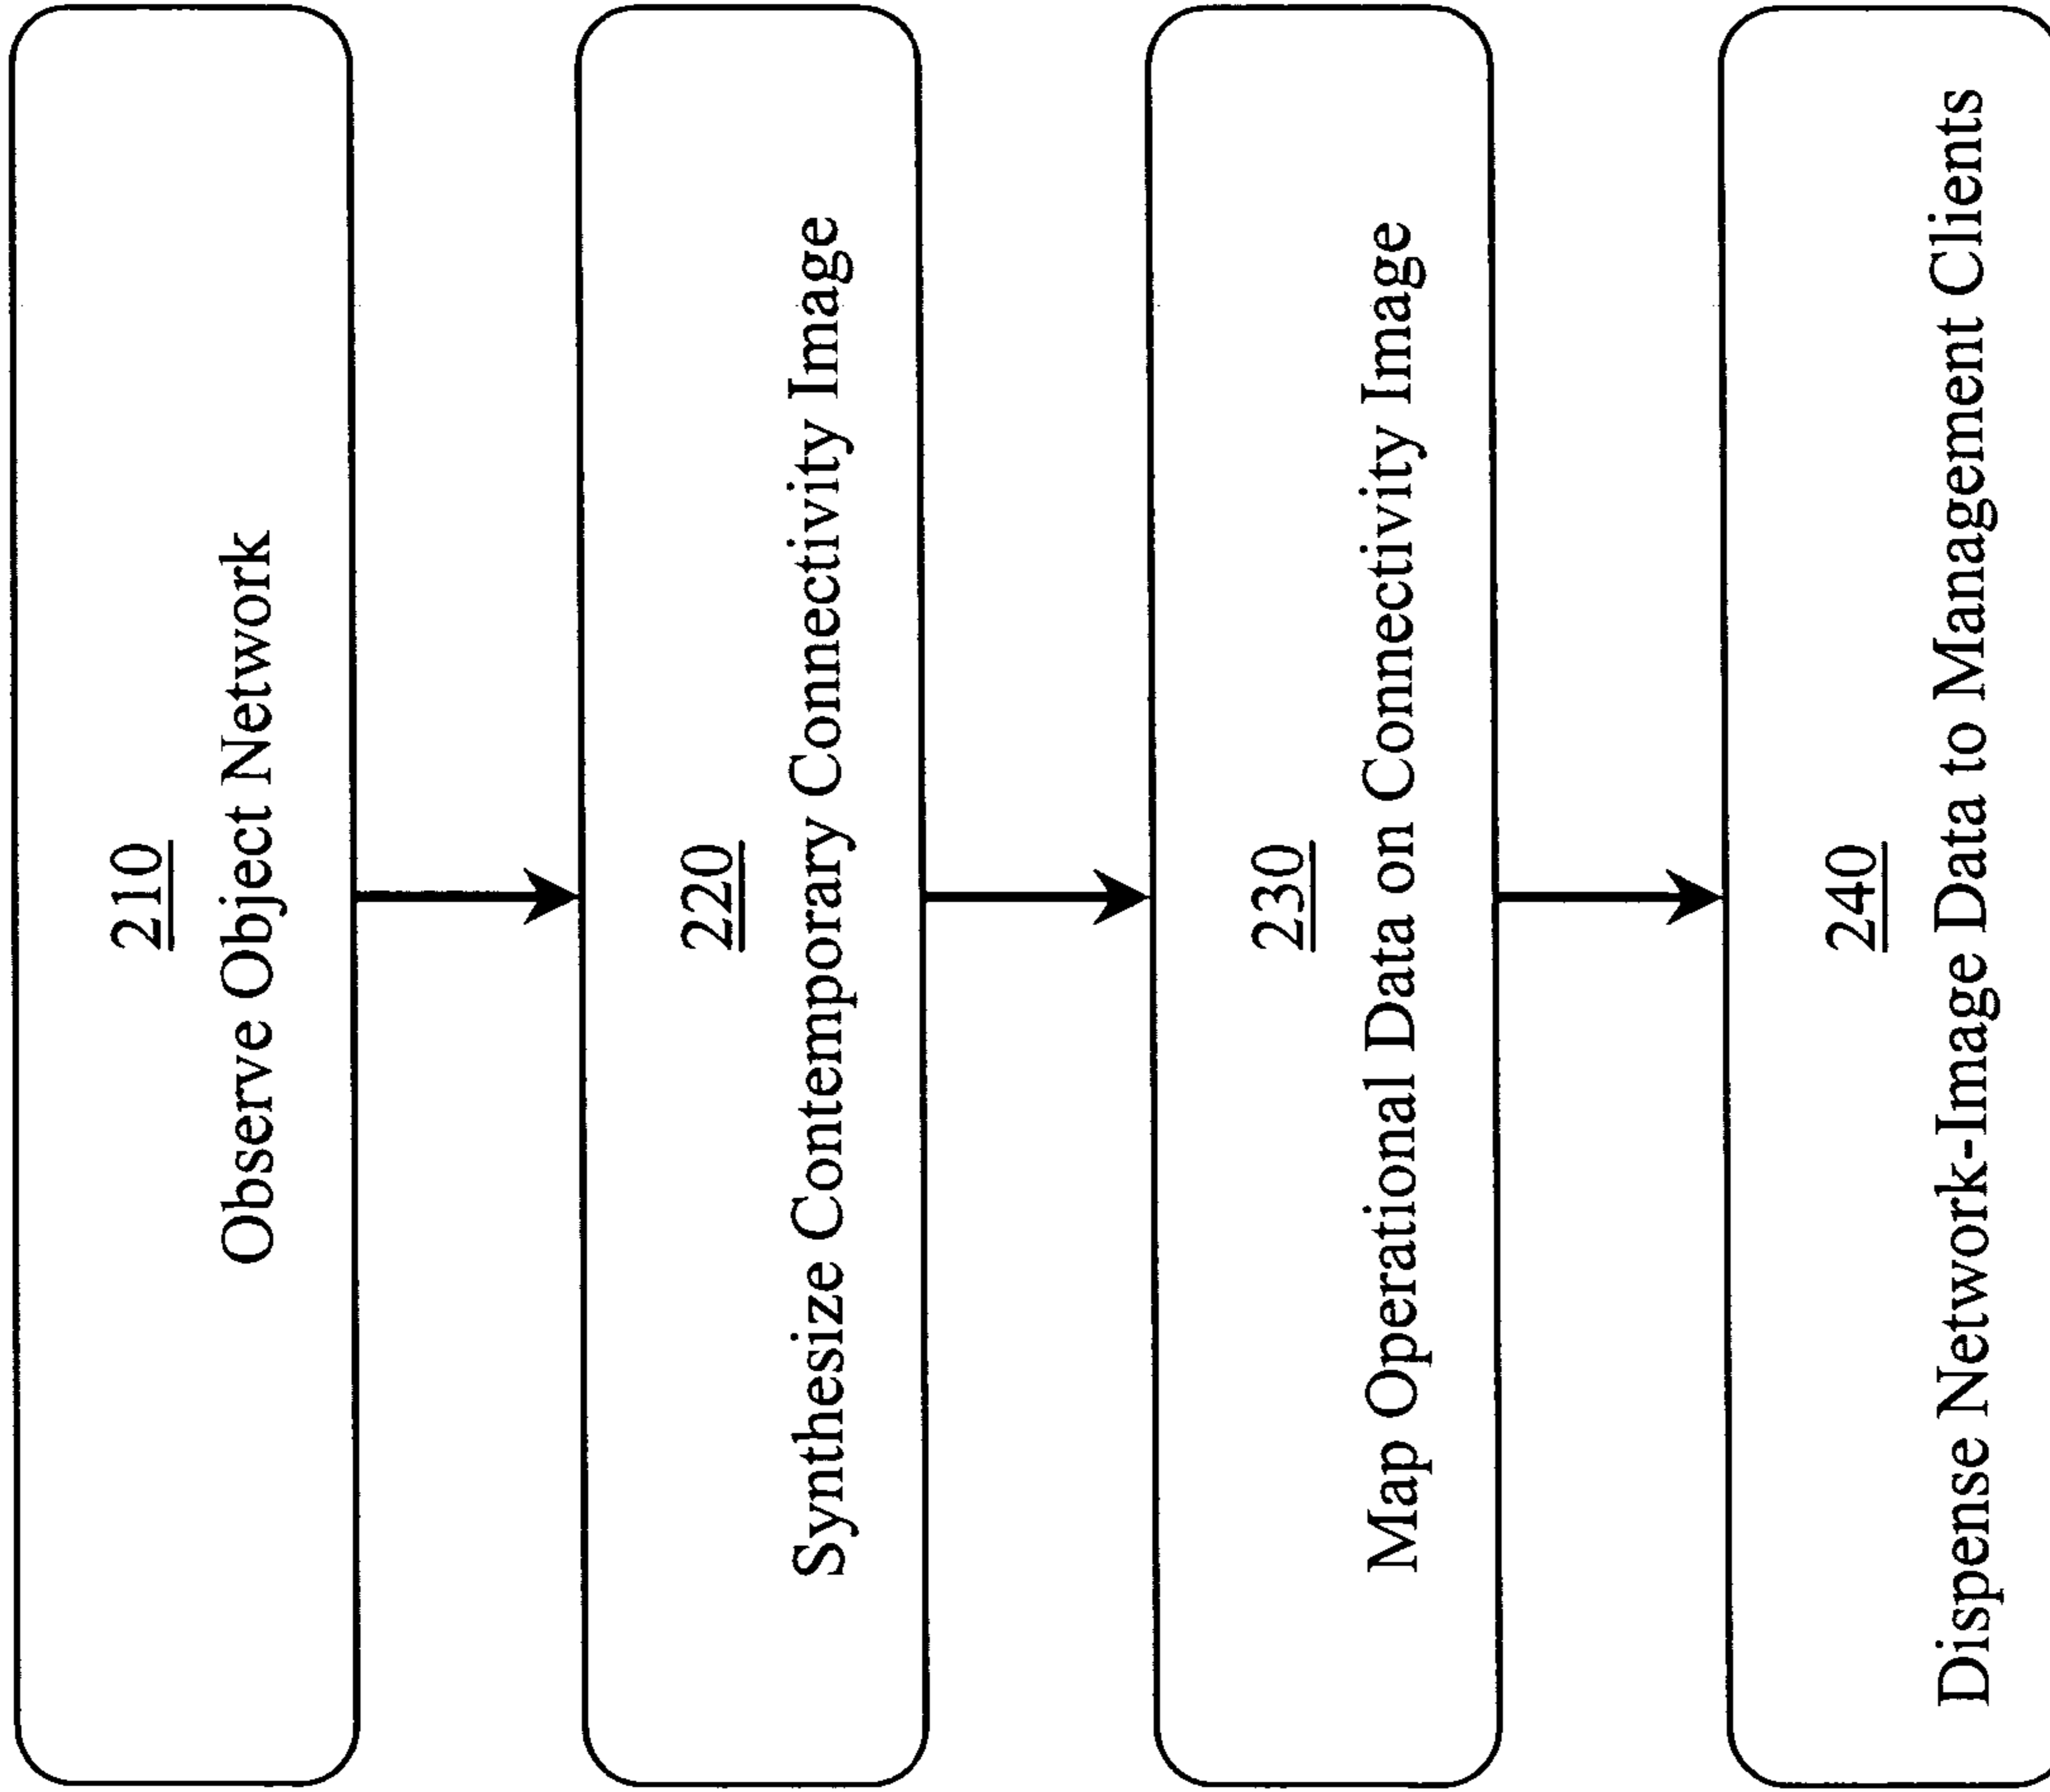 210
Observe Object Network
220
Synthesize Contemporary Connectivity Image
230
Map Operational Data on Connectivity Image
240
Dispense Network-Image Data to Management Clients